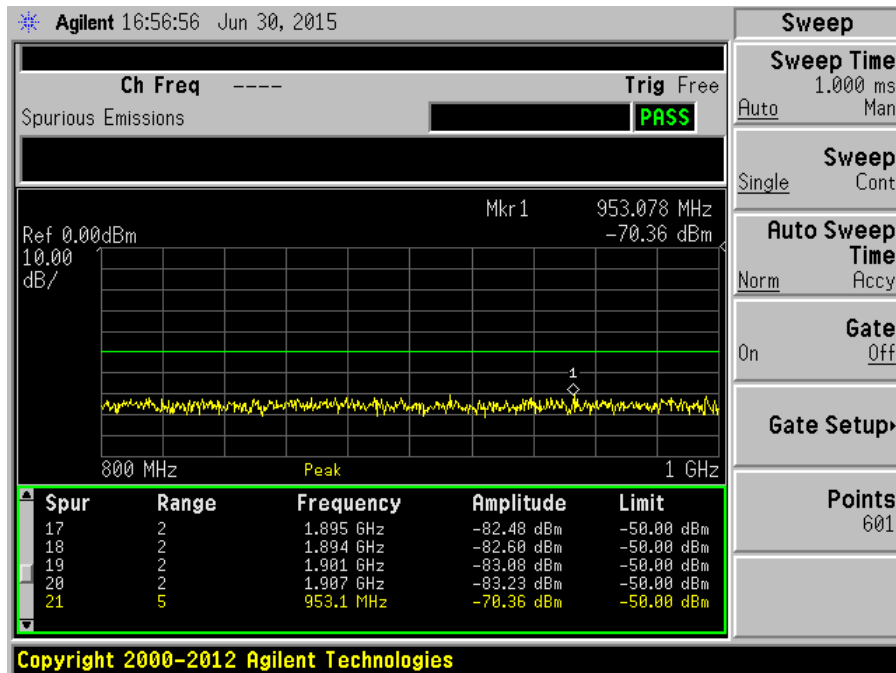 Agilent 16:56:56 Jun 30, 2015
Ch Freq ---- Trig Free
Spurious Emissions PASS
Mkr1 953.078 MHz
Ref 0.00dBm -70.36 dBm
10.00
dB/
1
800 MHz Peak 1 GHz
Spur Range Frequency Amplitude Limit
17 2 1.895 GHz -82.48 dBm -50.00 dBm
18 2 1.894 GHz -82.60 dBm -50.00 dBm
19 2 1.901 GHz -83.08 dBm -50.00 dBm
20 2 1.907 GHz -83.23 dBm -50.00 dBm
21 5 953.1 MHz -70.36 dBm -50.00 dBm
Copyright 2000-2012 Agilent Technologies
Sweep
Sweep Time
1.000 ms
Auto Man
Sweep
Single Cont
Auto Sweep
Time
Norm Accy
Gate
On Off
Gate Setup
Points
601